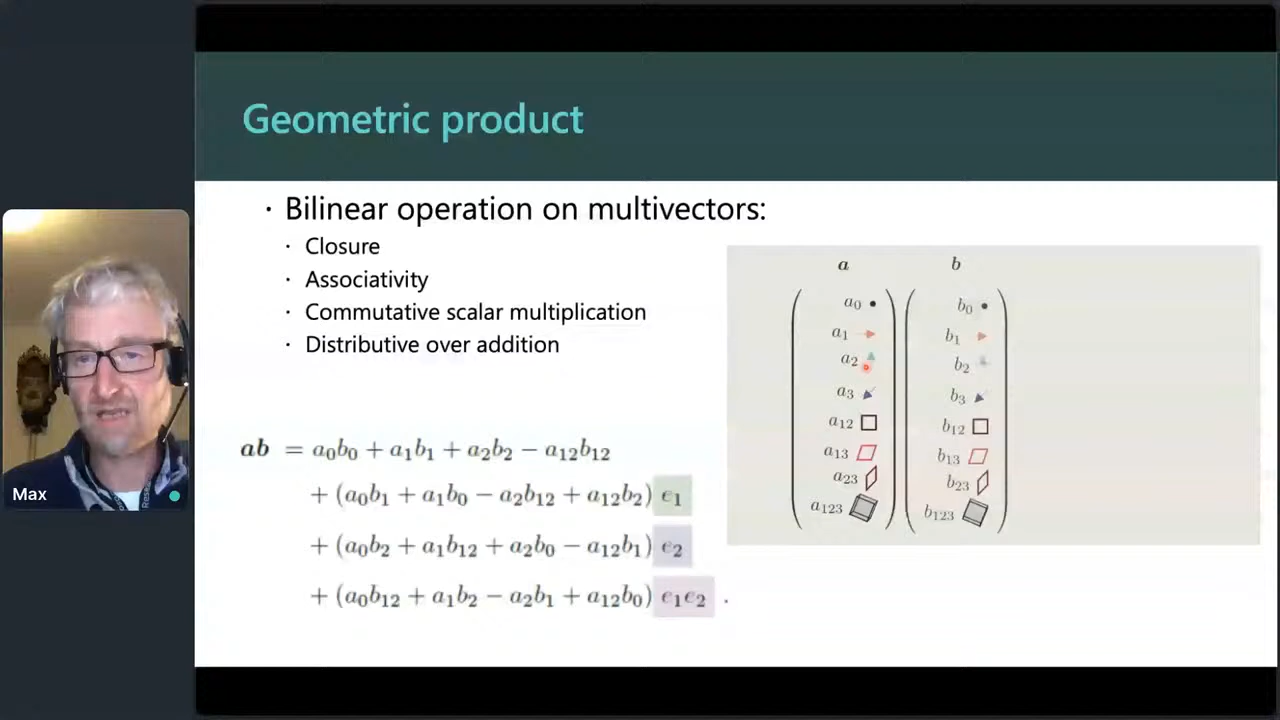 Geometric product
· Bilinear operation on multivectors:
· Closure
· Associativity
· Commutative scalar multiplication
· Distributive over addition
a b
a₀ b₀
a₁ b₁
a₂ b₂
a₃ b₃
a₁₂ b₁₂
a₁₃ b₁₃
a₂₃ b₂₃
a₁₂₃ b₁₂₃
ab = a₀b₀ + a₁b₁ + a₂b₂ − a₁₂b₁₂
+ (a₀b₁ + a₁b₀ − a₂b₁₂ + a₁₂b₂) e₁
+ (a₀b₂ + a₁b₁₂ + a₂b₀ − a₁₂b₁) e₂
+ (a₀b₁₂ + a₁b₂ − a₂b₁ + a₁₂b₀) e₁e₂ .
Max